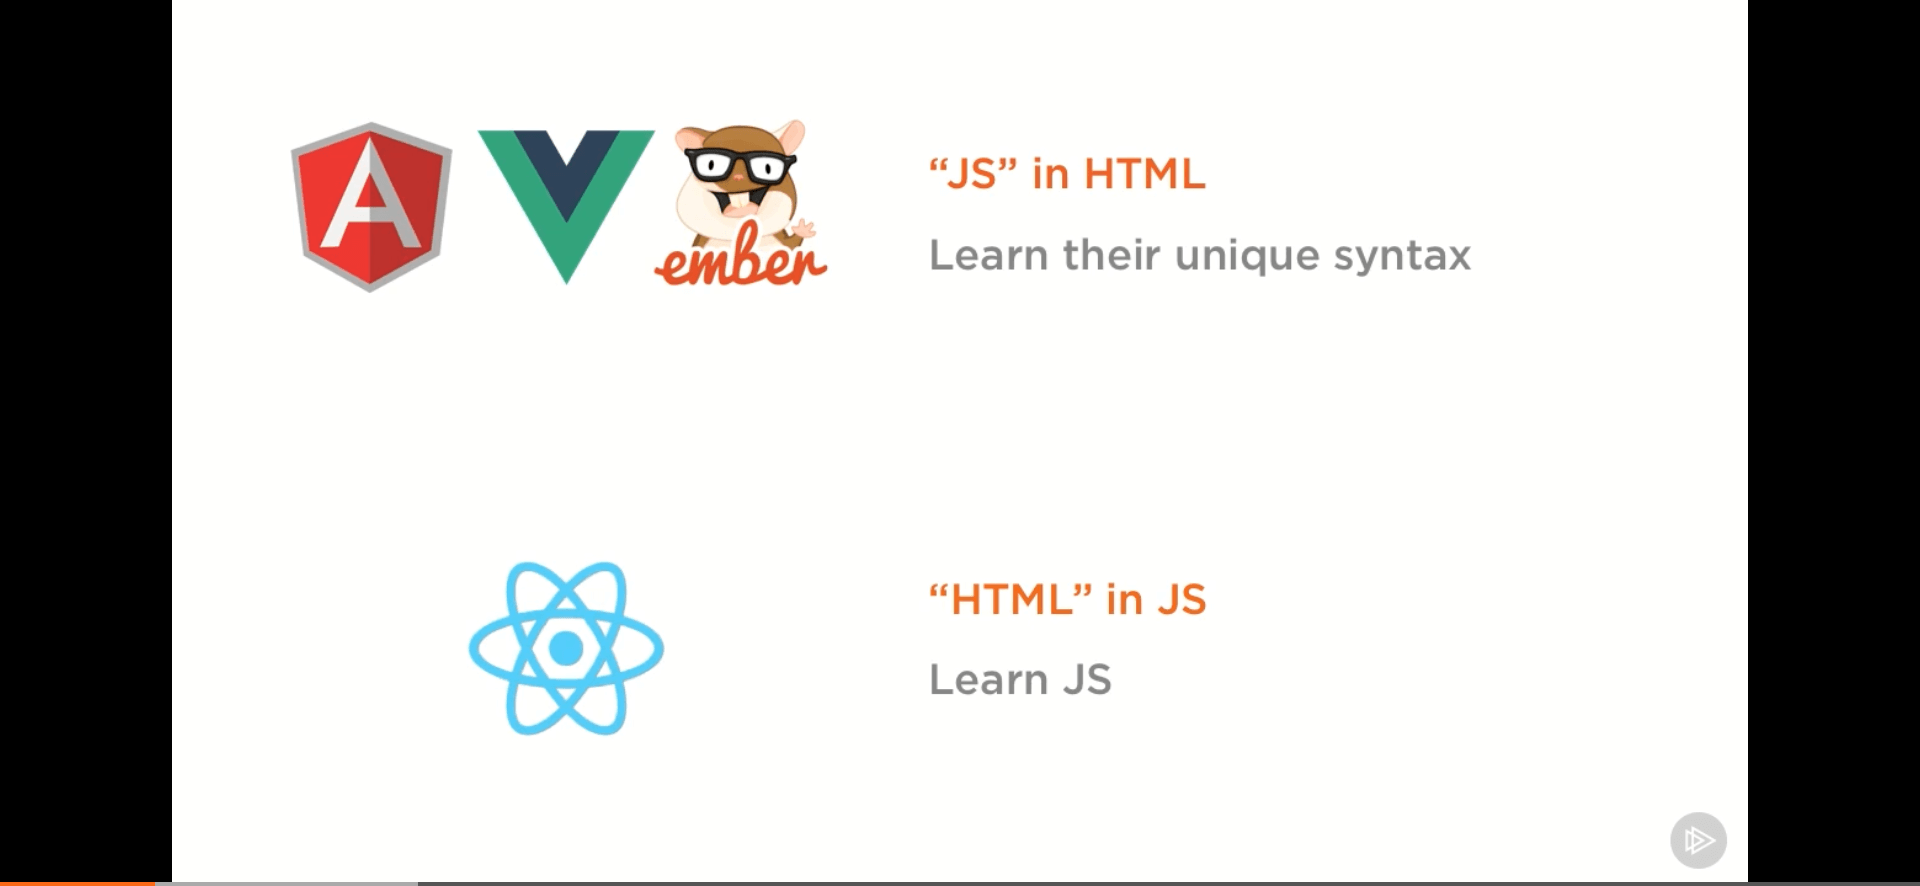 “JS” in HTML
Learn their unique syntax
ember
“HTML” in JS
Learn JS